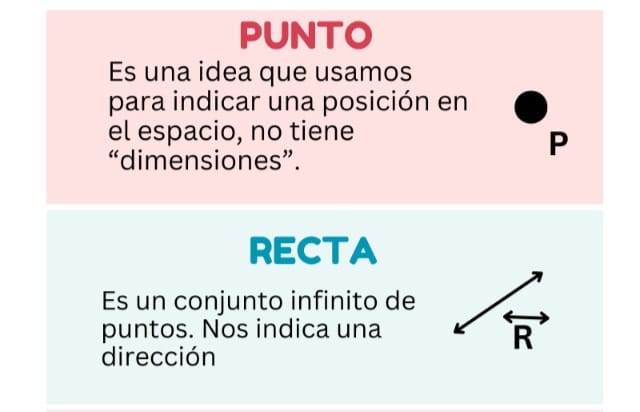 PUNTO
Es una idea que usamos
para indicar una posición en
el espacio, no tiene
“dimensiones”.
P
RECTA
Es un conjunto infinito de
puntos. Nos indica una
dirección
R